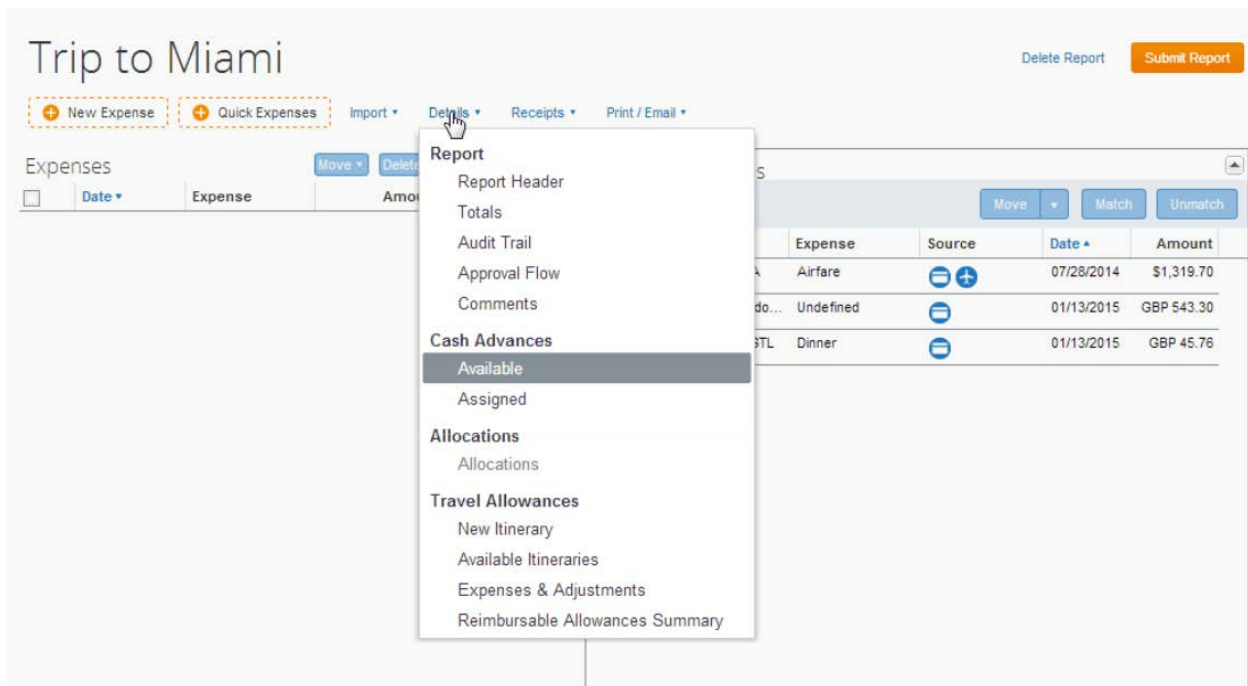 Trip to Miami
Delete Report Submit Report
New Expense Quick Expenses Import Details Receipts Print / Email
Expenses Move Delete
Date Expense
Report
Report Header
Totals
Audit Trail
Approval Flow
Comments
Cash Advances
Available
Assigned
Allocations
Allocations
Travel Allowances
New Itinerary
Available Itineraries
Expenses & Adjustments
Reimbursable Allowances Summary
Move Match Unmatch
Expense Source Date Amount
Airfare 07/28/2014 $1,319.70
Undefined 01/13/2015 GBP 543.30
Dinner 01/13/2015 GBP 45.76